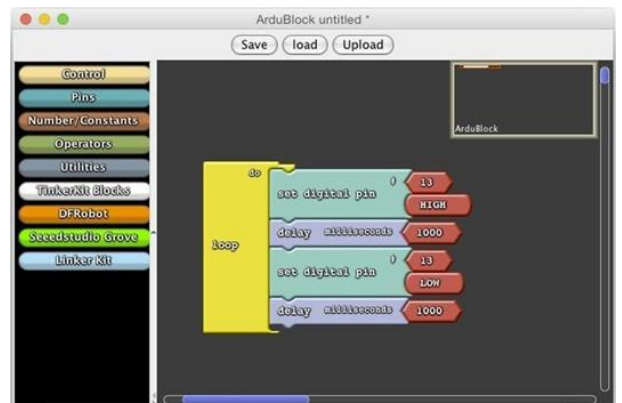 ArduBlock untitled *
Save load Upload
Control
Pins
Number/Constants
Operators
Utilities
TinkerKit Blocks
DFRobot
Seeedstudio Grove
Linker Kit
ArduBlock
loop
do
set digital pin # 13
HIGH
delay milliseconds 1000
set digital pin # 13
LOW
delay milliseconds 1000